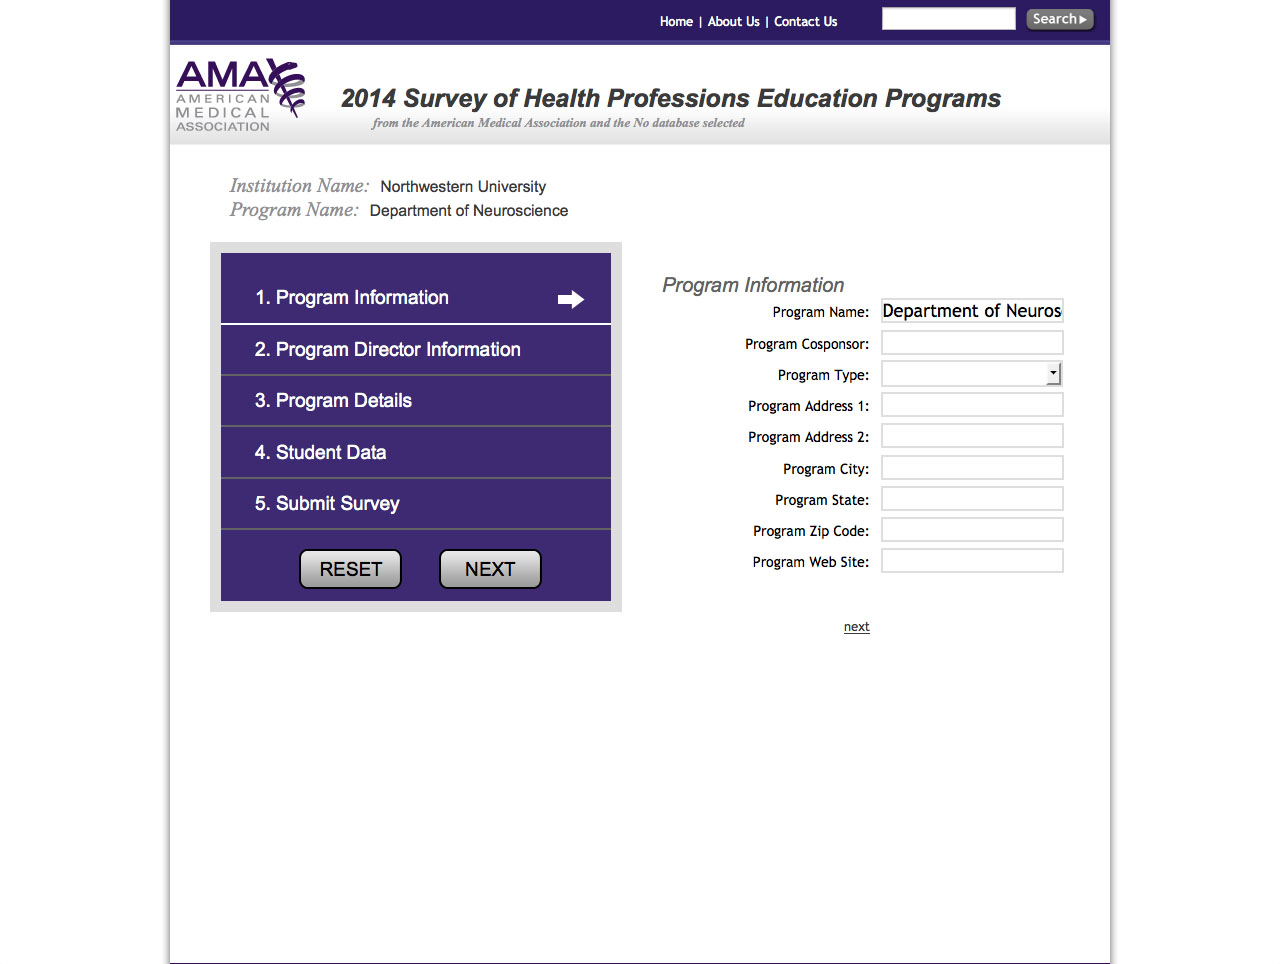 Home | About Us | Contact Us
Search
AMA
AMERICAN
MEDICAL
ASSOCIATION
2014 Survey of Health Professions Education Programs
from the American Medical Association and the No database selected
Institution Name: Northwestern University
Program Name: Department of Neuroscience
1. Program Information
2. Program Director Information
3. Program Details
4. Student Data
5. Submit Survey
RESET NEXT
Program Information
Program Name: Department of Neuros
Program Cosponsor:
Program Type:
Program Address 1:
Program Address 2:
Program City:
Program State:
Program Zip Code:
Program Web Site:
next